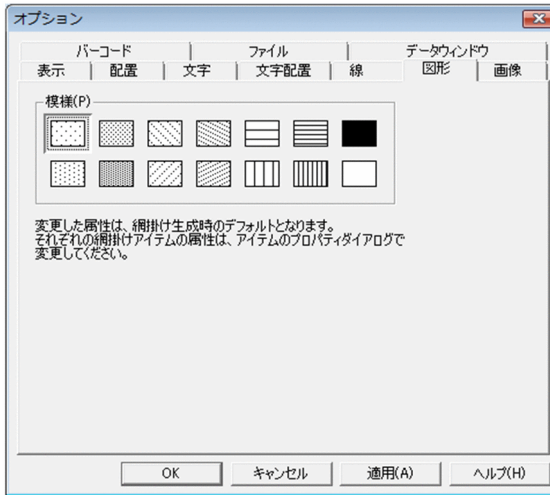 オプション
バーコード ファイル データウィンドウ
表示 配置 文字 文字配置 線 図形 画像
模様(P)
変更した属性は、網掛け生成時のデフォルトとなります。
それぞれの網掛けアイテムの属性は、アイテムのプロパティダイアログで
変更してください。
OK キャンセル 適用(A) ヘルプ(H)